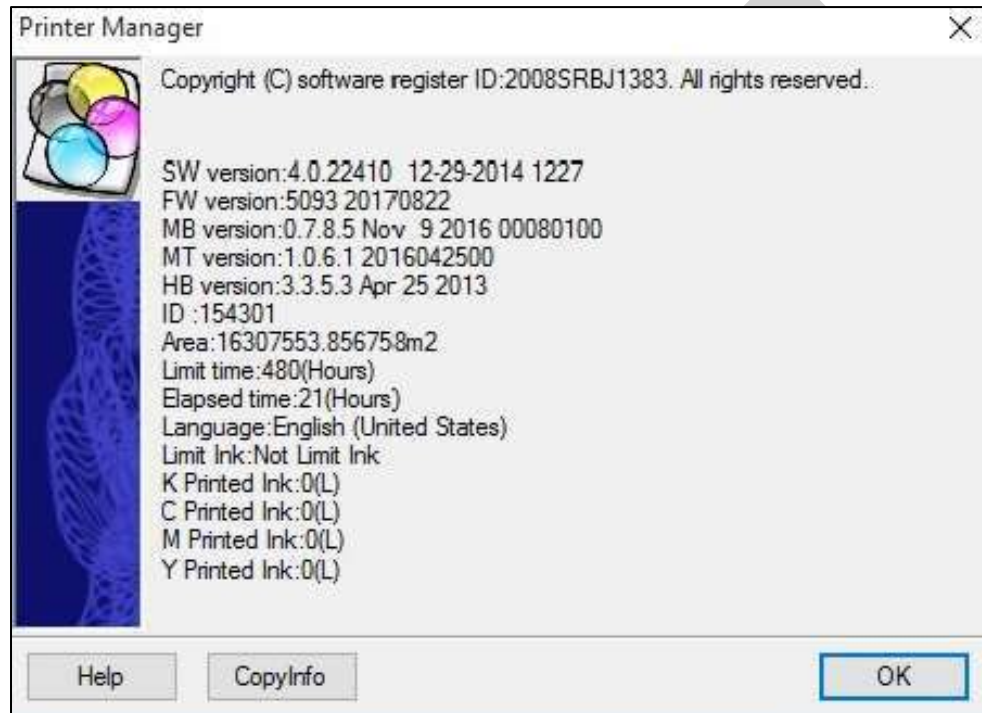 Printer Manager
Copyright (C) software register ID:2008SRBJ1383. All rights reserved.
SW version:4.0.22410 12-29-2014 1227
FW version:5093 20170822
MB version:0.7.8.5 Nov 9 2016 00080100
MT version:1.0.6.1 2016042500
HB version:3.3.5.3 Apr 25 2013
ID :154301
Area:16307553.856758m2
Limit time:480(Hours)
Elapsed time:21(Hours)
Language:English (United States)
Limit Ink:Not Limit Ink
K Printed Ink:0(L)
C Printed Ink:0(L)
M Printed Ink:0(L)
Y Printed Ink:0(L)
Help CopyInfo OK